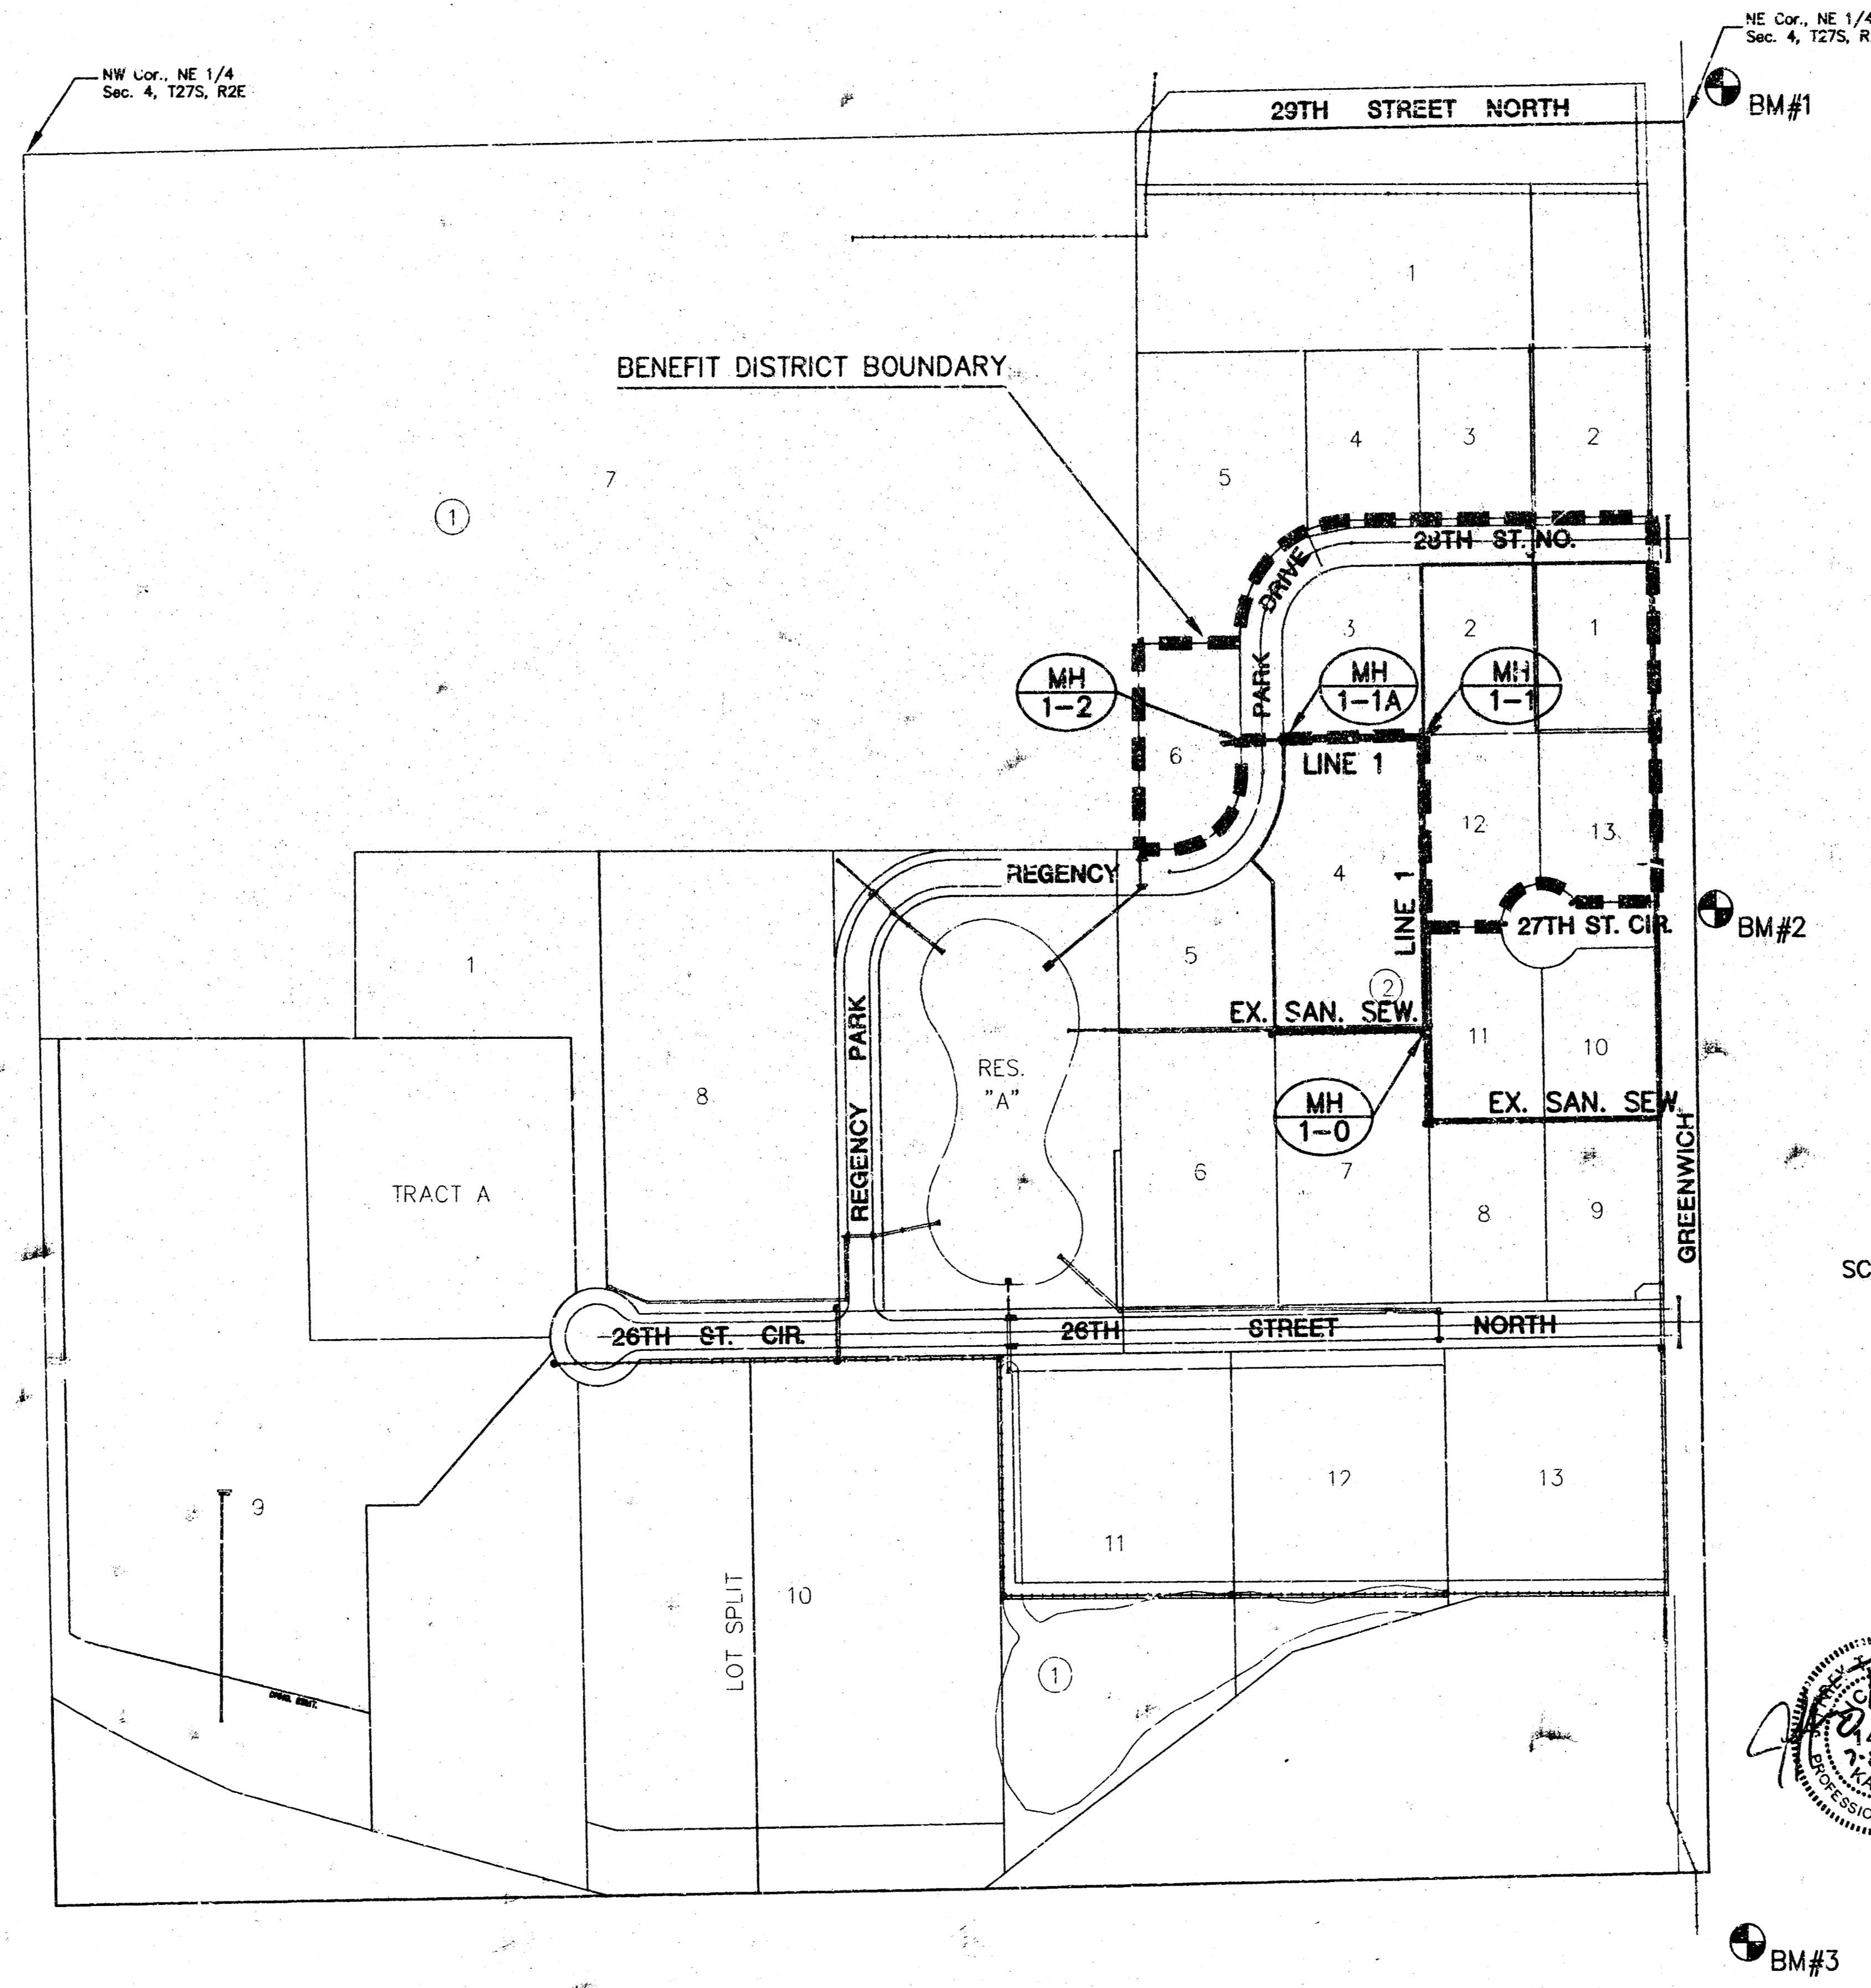 NE Cor., NE 1/4
Sec. 4, T27S, R
NW Cor., NE 1/4
Sec. 4, T27S, R2E
BM#1
29TH STREET NORTH
1
BENEFIT DISTRICT BOUNDARY
5
4
3
2
7
1
28TH ST. NO.
DRIVE
PARK
3
2
1
MH
1-2
MH
1-1A
MH
1-1
6
LINE 1
12
13
REGENCY
4
LINE 1
27TH ST. CIR.
BM#2
1
5
2
EX. SAN. SEW.
11
10
REGENCY PARK
RES.
"A"
8
MH
1-0
EX. SAN. SEW.
GREENWICH
TRACT A
6
7
8
9
SC
26TH ST. CIR.
26TH STREET NORTH
9
12
13
11
LOT SPLIT
10
1
PROFESSIO
BM#3